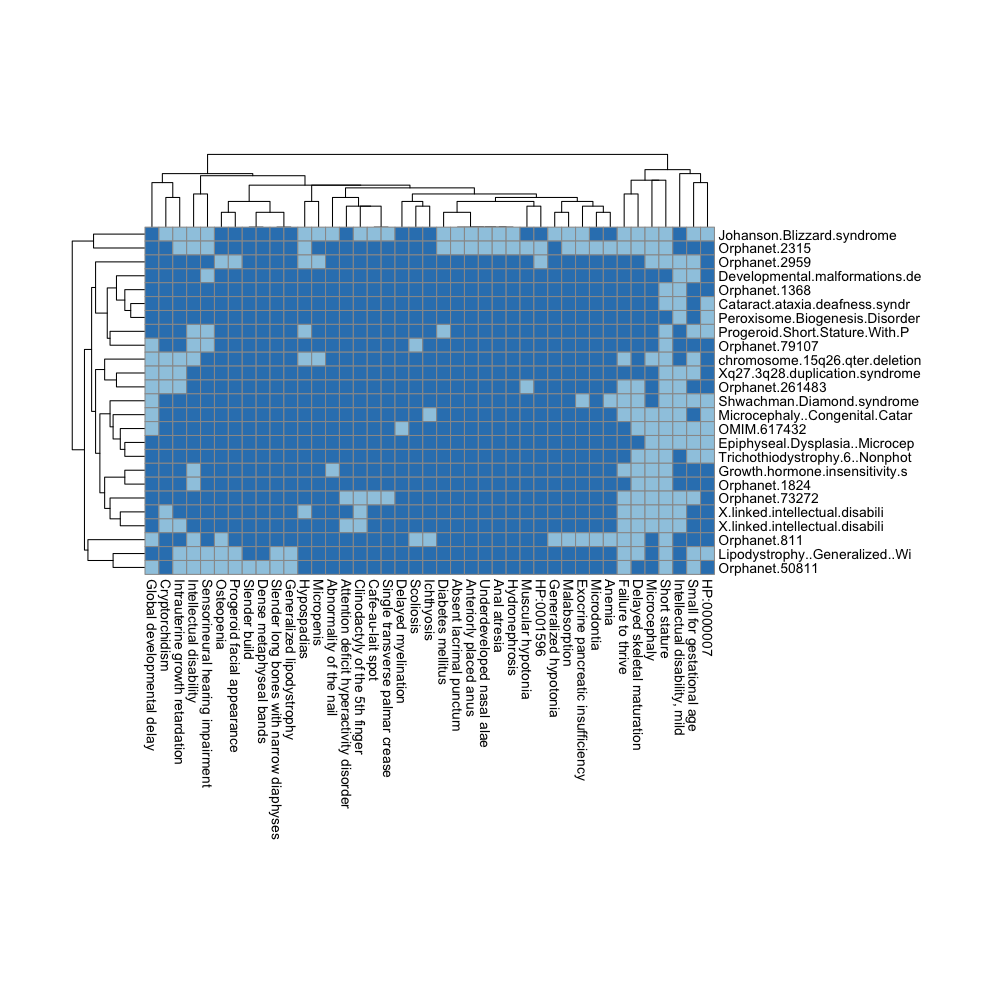 Johanson.Blizzard.syndrome
Orphanet.2315
Orphanet.2959
Developmental.malformations.de
Orphanet.1368
Cataract.ataxia.deafness.syndr
Peroxisome.Biogenesis.Disorder
Progeroid.Short.Stature.With.P
Orphanet.79107
chromosome.15q26.qter.deletion
Xq27.3q28.duplication.syndrome
Orphanet.261483
Shwachman.Diamond.syndrome
Microcephaly..Congenital.Catar
OMIM.617432
Epiphyseal.Dysplasia..Microcep
Trichothiodystrophy.6..Nonphot
Growth.hormone.insensitivity.s
Orphanet.1824
Orphanet.73272
X.linked.intellectual.disabili
X.linked.intellectual.disabili
Orphanet.811
Lipodystrophy..Generalized..Wi
Orphanet.50811
Global developmental delay
Cryptorchidism
Intrauterine growth retardation
Intellectual disability
Sensorineural hearing impairment
Osteopenia
Progeroid facial appearance
Slender build
Dense metaphyseal bands
Slender long bones with narrow diaphyses
Generalized lipodystrophy
Hypospadias
Micropenis
Abnormality of the nail
Attention deficit hyperactivity disorder
Clinodactyly of the 5th finger
Cafe-au-lait spot
Single transverse palmar crease
Delayed myelination
Scoliosis
Ichthyosis
Diabetes mellitus
Absent lacrimal punctum
Anteriorly placed anus
Underdeveloped nasal alae
Anal atresia
Hydronephrosis
Muscular hypotonia
HP:0001596
Generalized hypotonia
Malabsorption
Exocrine pancreatic insufficiency
Microdontia
Anemia
Failure to thrive
Delayed skeletal maturation
Microcephaly
Short stature
Intellectual disability, mild
Small for gestational age
HP:0000007